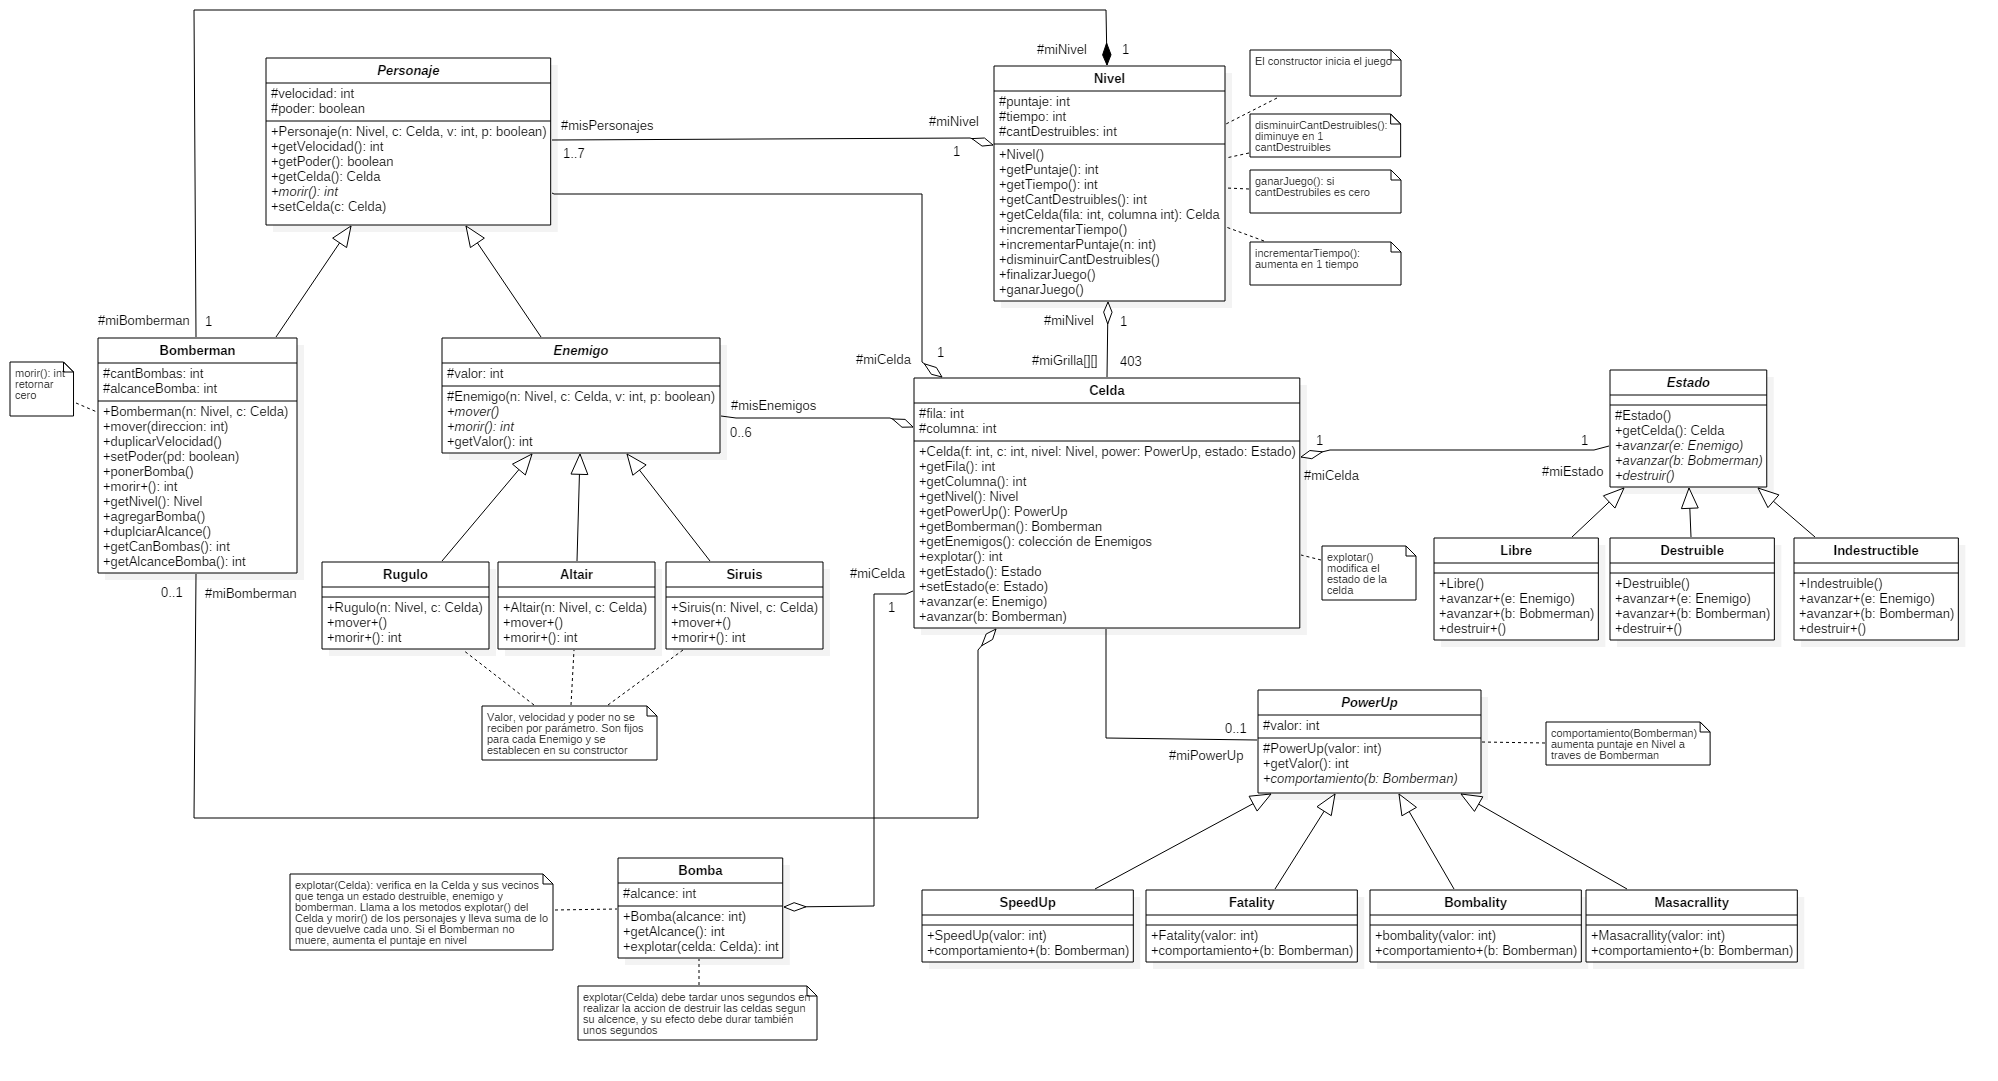 #miNivel
1
El constructor inicia el juego
Personaje
#velocidad: int
#poder: boolean
+Personaje(n: Nivel, c: Celda, v: int, p: boolean)
+getVelocidad(): int
+getPoder(): boolean
+getCelda(): Celda
+morir(): int
+setCelda(c: Celda)
#misPersonajes
1..7
#miNivel
1
Nivel
#puntaje: int
#tiempo: int
#cantDestruibles: int
+Nivel()
+getPuntaje(): int
+getTiempo(): int
+getCantDestruibles(): int
+getCelda(fila: int, columna int): Celda
+incrementarTiempo()
+incrementarPuntaje(n: int)
+disminuirCantDestruibles()
+finalizarJuego()
+ganarJuego()
disminuirCantDestruibles():
diminuye en 1
cantDestruibles
ganarJuego(): si
cantDestrubiles es cero
incrementarTiempo():
aumenta en 1 tiempo
#miBomberman
1
#miNivel
1
#miGrilla[][]
403
#miCelda
1
morir(): int
retornar
cero
Bomberman
#cantBombas: int
#alcanceBomba: int
+Bomberman(n: Nivel, c: Celda)
+mover(direccion: int)
+duplicarVelocidad()
+setPoder(pd: boolean)
+ponerBomba()
+morir+(): int
+getNivel(): Nivel
+agregarBomba()
+duplciarAlcance()
+getCanBombas(): int
+getAlcanceBomba(): int
0..1
#miBomberman
Enemigo
#valor: int
#Enemigo(n: Nivel, c: Celda, v: int, p: boolean)
+mover()
+morir(): int
+getValor(): int
#misEnemigos
0..6
Celda
#fila: int
#columna: int
+Celda(f: int, c: int, nivel: Nivel, power: PowerUp, estado: Estado)
+getFila(): int
+getColumna(): int
+getNivel(): Nivel
+getPowerUp(): PowerUp
+getBomberman(): Bomberman
+getEnemigos(): colección de Enemigos
+explotar(): int
+getEstado(): Estado
+setEstado(e: Estado)
+avanzar(e: Enemigo)
+avanzar(b: Bomberman)
1
#miCelda
1
#miEstado
Estado
#Estado()
+getCelda(): Celda
+avanzar(e: Enemigo)
+avanzar(b: Bobmerman)
+destruir()
explotar()
modifica el
estado de la
celda
Libre
+Libre()
+avanzar+(e: Enemigo)
+avanzar+(b: Bobmerman)
+destruir+()
Destruible
+Destruible()
+avanzar+(e: Enemigo)
+avanzar+(b: Bomberman)
+destruir+()
Indestructible
+Indestruible()
+avanzar+(e: Enemigo)
+avanzar+(b: Bomberman)
+destruir+()
Rugulo
+Rugulo(n: Nivel, c: Celda)
+mover+()
+morir+(): int
Altair
+Altair(n: Nivel, c: Celda)
+mover+()
+morir+(): int
Siruis
+Siruis(n: Nivel, c: Celda)
+mover+()
+morir+(): int
#miCelda
1
Valor, velocidad y poder no se
reciben por parámetro. Son fijos
para cada Enemigo y se
establecen en su constructor
0..1
#miPowerUp
PowerUp
#valor: int
#PowerUp(valor: int)
+getValor(): int
+comportamiento(b: Bomberman)
comportamiento(Bomberman)
aumenta puntaje en Nivel a
traves de Bomberman
explotar(Celda): verifica en la Celda y sus vecinos
que tenga un estado destruible, enemigo y
bomberman. Llama a los metodos explotar() del
Celda y morir() de los personajes y lleva suma de lo
que devuelve cada uno. Si el Bomberman no
muere, aumenta el puntaje en nivel
Bomba
#alcance: int
+Bomba(alcance: int)
+getAlcance(): int
+explotar(celda: Celda): int
explotar(Celda) debe tardar unos segundos en
realizar la accion de destruir las celdas segun
su alcence, y su efecto debe durar también
unos segundos
SpeedUp
+SpeedUp(valor: int)
+comportamiento+(b: Bomberman)
Fatality
+Fatality(valor: int)
+comportamiento+(b: Bomberman)
Bombality
+bombality(valor: int)
+comportamiento+(b: Bomberman)
Masacrallity
+Masacrallity(valor: int)
+comportamiento+(b: Bomberman)